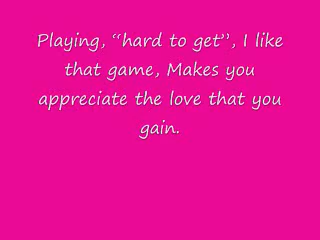 Playing, “hard to get”, I like
that game, Makes you
appreciate the love that you
gain.